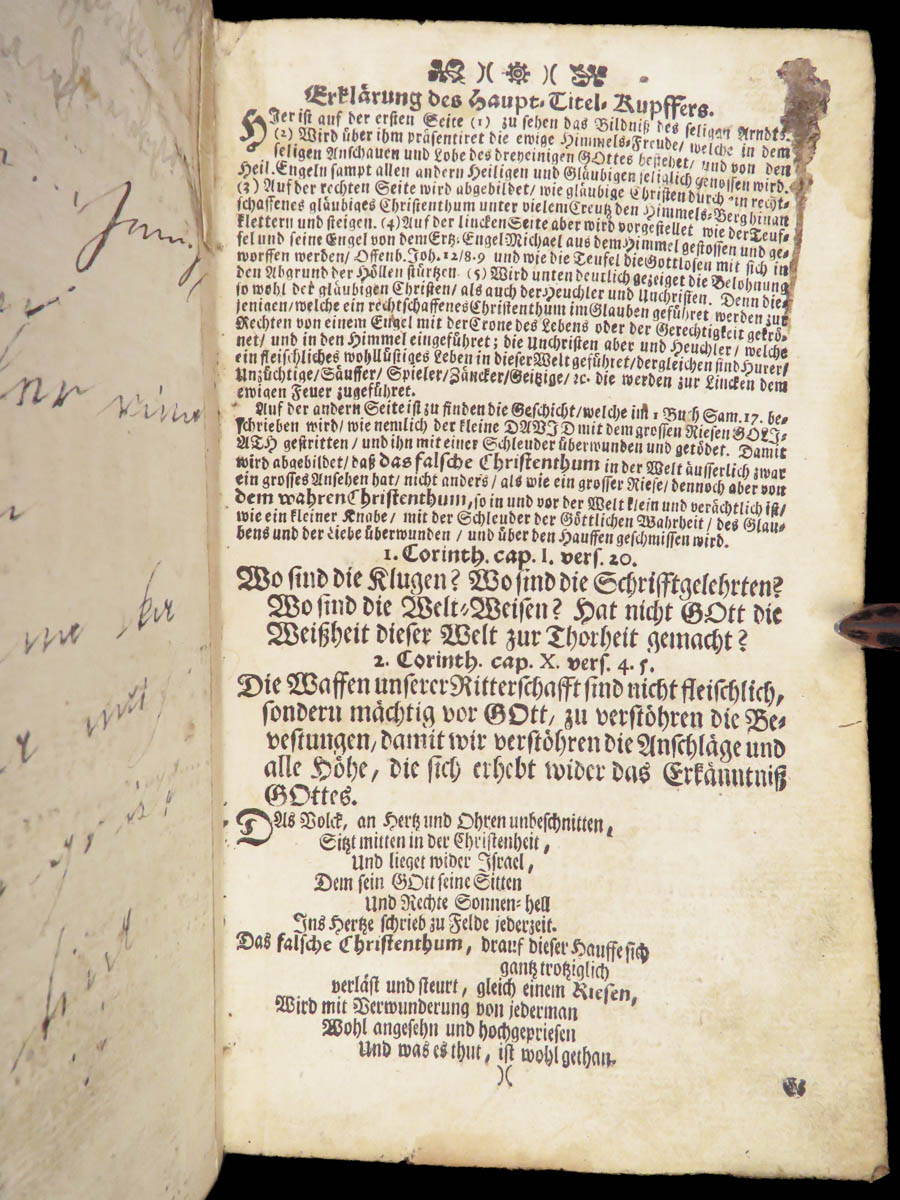 Erklärung des Haupt-Titel-Kupffers.
HIer ist auf der ersten Seite (1) zu sehen das Bildniß des seligen Arndts.
(2) Wird über ihm präsentiret die ewige Himmels-Freude/ welche in dem
seligen Anschauen und Lobe des dreyeinigen GOttes bestehet/ und von den
Heil. Engeln sampt allen andern Heiligen und Gläubigen seliglich genossen wird.
(3) Auf der rechten Seite wird abgebildet/ wie gläubige Christen durch ein recht-
schaffenes gläubiges Christenthum unter vielem Creutz den Himmels-Berg hinan
klettern und steigen. (4) Auf der lincken Seite aber wird vorgestellet wie der Teuf-
fel und seine Engel von dem Ertz-Engel Michael aus dem Himmel gestossen und ge-
worffen werden/ Offenb. Joh. 12/8.9 und wie die Teufel die Gottlosen mit sich in
den Abgrund der Höllen stürtzen (5) Wird unten deutlich gezeiget die Belohnung
so wohl der gläubigen Christen/ als auch der Heuchler und Unchristen. Denn die-
jenigen/ welche ein rechtschaffenes Christenthum im Glauben geführet werden zur
Rechten von einem Engel mit der Crone des Lebens oder der Gerechtigkeit gekrö-
net/ und in den Himmel eingeführet; die Unchristen aber und Heuchler/ welche
ein fleischliches wohllüstiges Leben in dieser Welt geführet/ dergleichen sind Hurer/
Unzüchtige/ Säuffer/ Spieler/ Zäncker/ Geitzige/ ꝛc. die werden zur Lincken dem
ewigen Feuer zugeführet.
Auf der andern Seite ist zu finden die Geschicht/ welche im 1 Buch Sam. 17. be-
schrieben wird/ wie nemlich der kleine DAVID mit dem grossen Riesen GOLI-
ATH gestritten/ und ihn mit einer Schleuder überwunden und getödet. Damit
wird abgebildet/ daß das falsche Christenthum in der Welt äusserlich zwar
ein grosses Ansehen hat/ nicht anders/ als wie ein grosser Riese/ dennoch aber von
dem wahren Christenthum, so in und vor der Welt klein und verächtlich ist/
wie ein kleiner Knabe/ mit der Schleuder der Göttlichen Wahrheit/ des Glau-
bens und der Liebe überwunden/ und über den Hauffen geschmissen wird.
1. Corinth. cap. I. vers. 20.
Wo sind die Klugen? Wo sind die Schrifftgelehrten?
Wo sind die Welt-Weisen? Hat nicht GOtt die
Weißheit dieser Welt zur Thorheit gemacht?
2. Corinth. cap. X. vers. 4. 5.
Die Waffen unserer Ritterschafft sind nicht fleischlich,
sondern mächtig vor GOtt, zu verstöhren die Be-
vestungen, damit wir verstöhren die Anschläge und
alle Höhe, die sich erhebt wider das Erkänntniß
GOttes.
DAs Volck, an Hertz und Ohren unbeschnitten,
Sitzt mitten in der Christenheit,
Und lieget wider Israel,
Dem sein GOtt seine Sitten
Und Rechte Sonnen-hell
Ins Hertze schrieb zu Felde jederzeit.
Das falsche Christenthum, drauf dieser Hauffe sich
gantz trotziglich
verläst und steurt, gleich einem Riesen,
Wird mit Verwunderung von jederman
Wohl angesehn und hochgepriesen
Und was es thut, ist wohl gethan.
)(